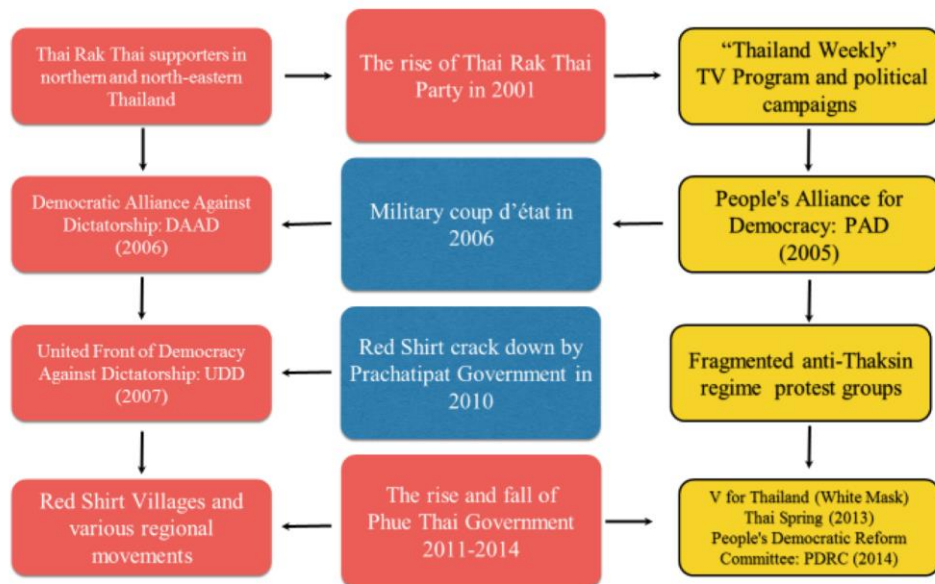 Thai Rak Thai supporters in
northern and north-eastern
Thailand
The rise of Thai Rak Thai
Party in 2001
“Thailand Weekly”
TV Program and political
campaigns
Democratic Alliance Against
Dictatorship: DAAD
(2006)
Military coup d’état in
2006
People's Alliance for
Democracy: PAD
(2005)
United Front of Democracy
Against Dictatorship: UDD
(2007)
Red Shirt crack down by
Prachatipat Government in
2010
Fragmented anti-Thaksin
regime protest groups
Red Shirt Villages and
various regional
movements
The rise and fall of
Phue Thai Government
2011-2014
V for Thailand (White Mask)
Thai Spring (2013)
People's Democratic Reform
Committee: PDRC (2014)